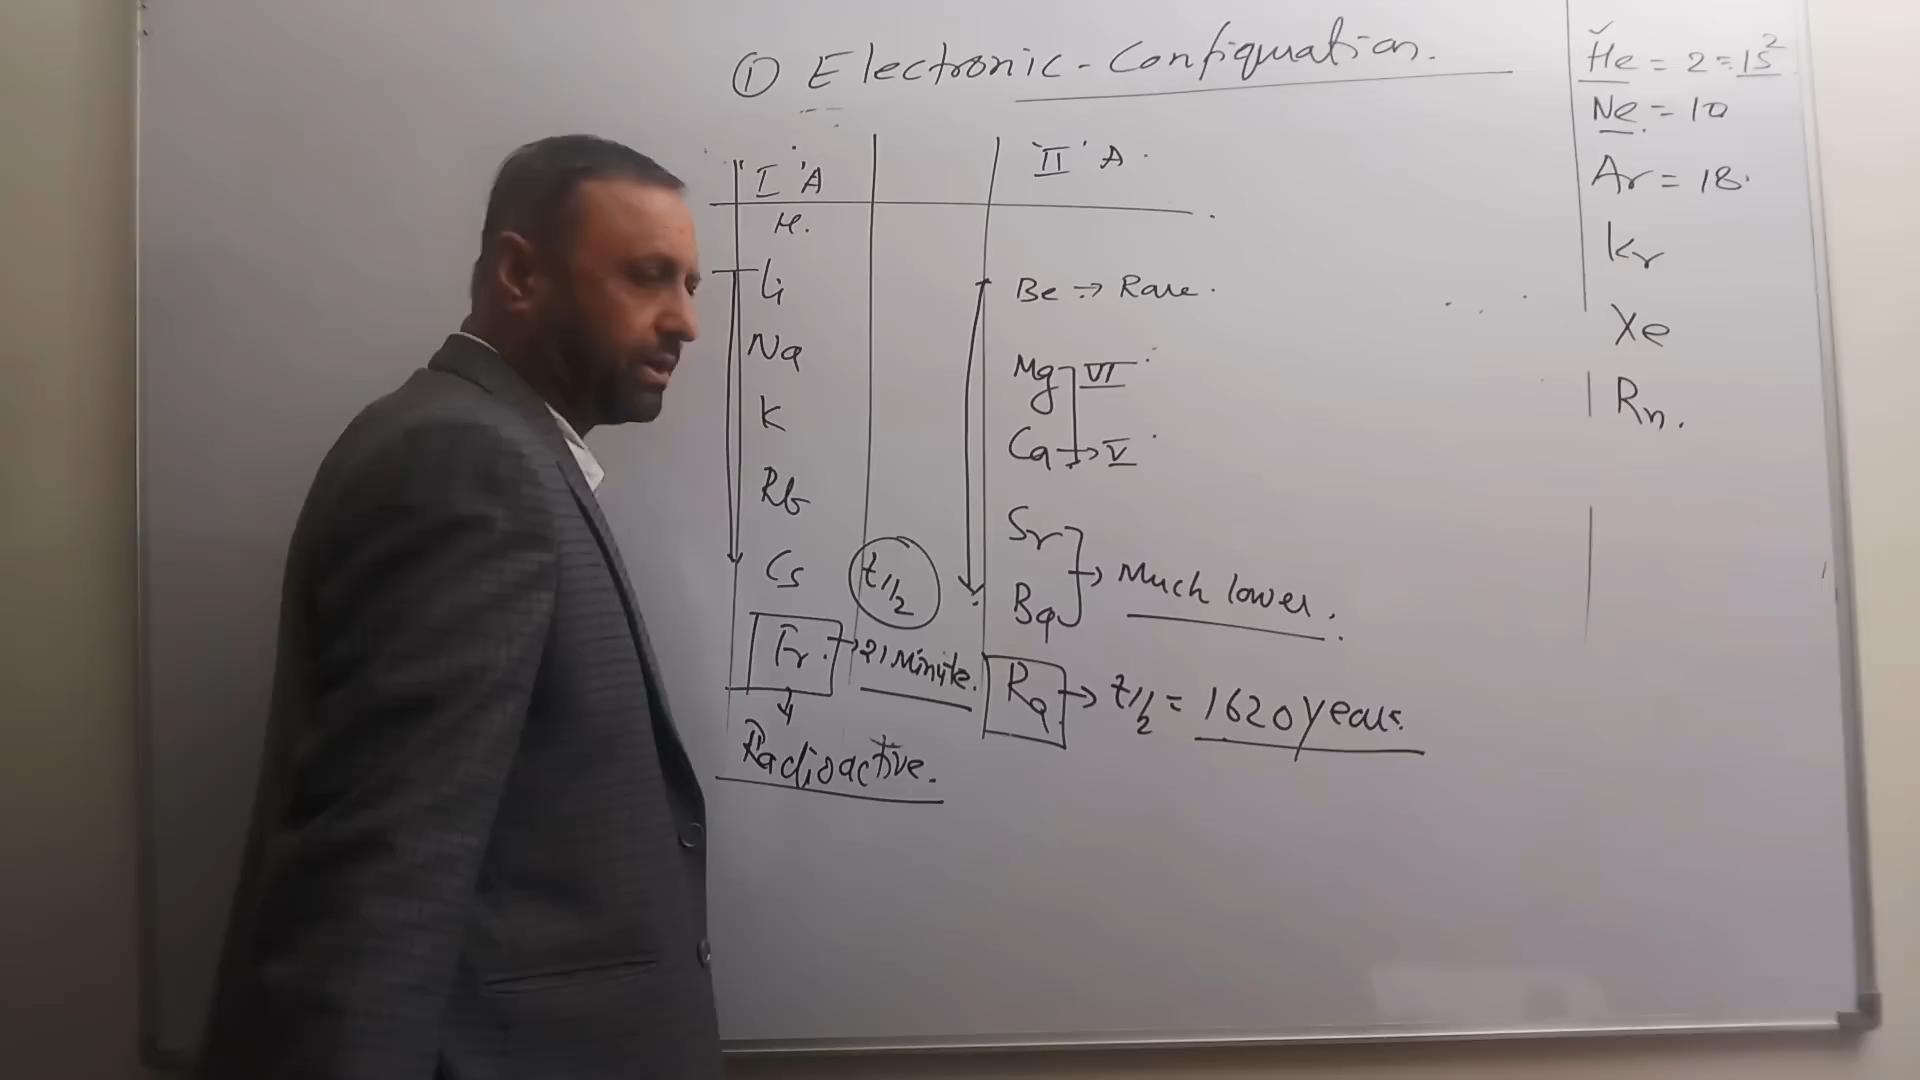 ① Electronic-Configuration.
I'A
H.
Li
Na
K
Rb
Cs
Fr. → 21 Minute.
Radioactive.
t1/2
II'A.
Be → Rare.
Mg VI
Ca → V
Sr
Ba
→ Much lower.
Ra → t1/2 = 1620 years.
He = 2 = 1S²
Ne = 10
Ar = 18.
Kr
Xe
Rn.